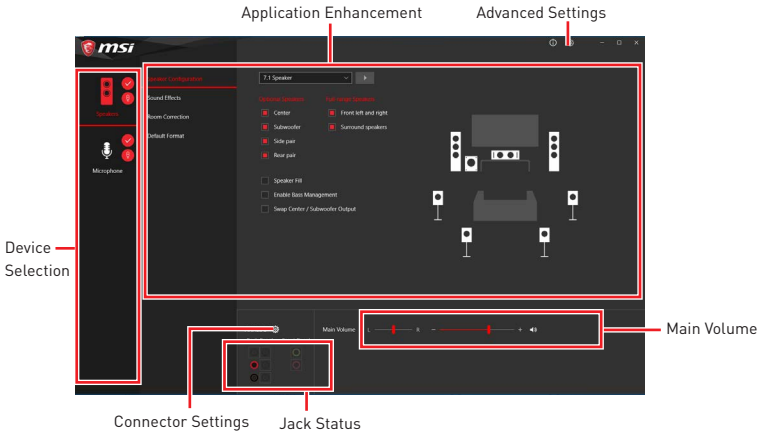 Application Enhancement
Advanced Settings
msi
Speaker Configuration
Sound Effects
Room Correction
Default Format
Speakers
Microphone
7.1 Speaker
Optional Speakers
Full-range Speakers
Center
Front left and right
Subwoofer
Surround speakers
Side pair
Rear pair
Speaker Fill
Enable Bass Management
Swap Center / Subwoofer Output
Device
Selection
Main Volume
L
R
Main Volume
Connector Settings
Jack Status